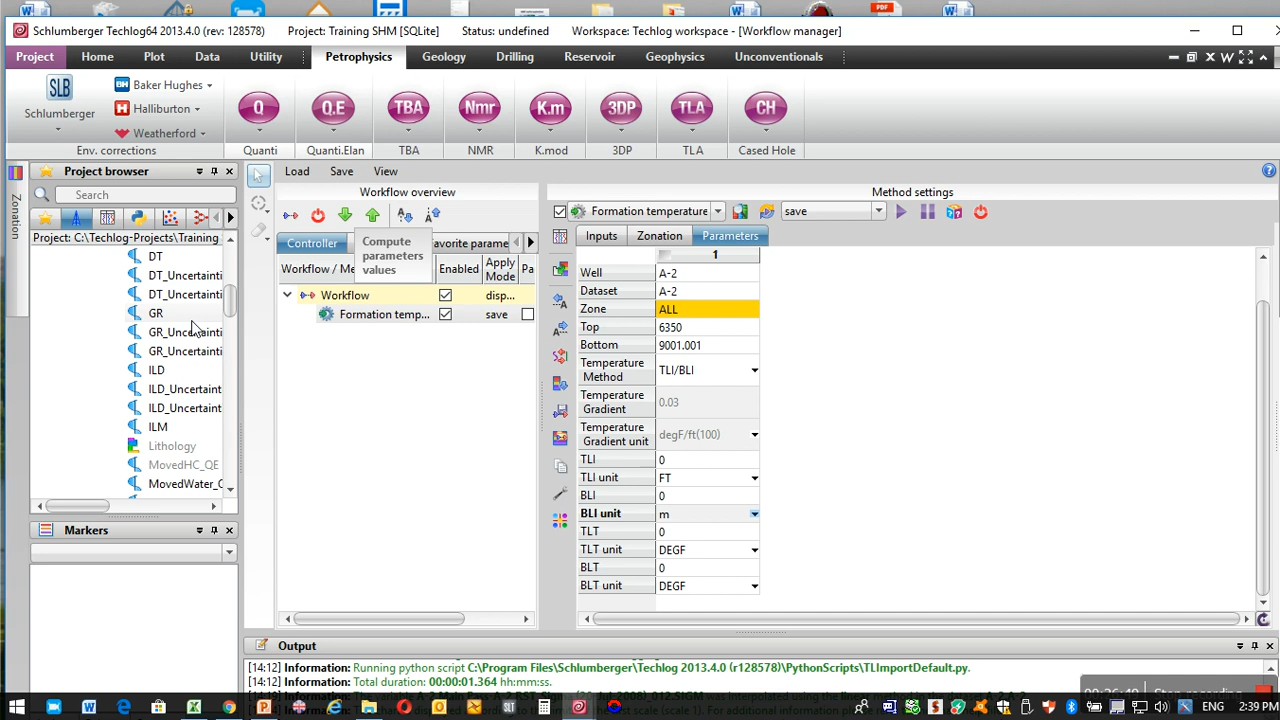 Schlumberger Techlog64 2013.4.0 (rev: 128578) Project: Training SHM [SQLite] Status: undefined Workspace: Techlog workspace - [Workflow manager]
Project Home Plot Data Utility Petrophysics Geology Drilling Reservoir Geophysics Unconventionals
SLB
Schlumberger
Baker Hughes
Halliburton
Weatherford
Q Q.E TBA Nmr K.m 3DP TLA CH
Env. corrections Quanti Quanti.Elan TBA NMR K.mod 3DP TLA Cased Hole
Zonation
Project browser
Search
Project: C:\Techlog-Projects\Training
DT
DT_Uncertainti
DT_Uncertainti
GR
GR_Uncertainti
GR_Uncertainti
ILD
ILD_Uncertaint
ILD_Uncertaint
ILM
Lithology
MovedHC_QE
MovedWater_Q
Markers
Load Save View
Workflow overview
Controller
avorite parame
Compute
parameters
values
Workflow / Me
Enabled
Apply
Mode
Pa
Workflow disp...
Formation temp... save
Method settings
Formation temperature save
Inputs Zonation Parameters
1
Well A-2
Dataset A-2
Zone ALL
Top 6350
Bottom 9001.001
Temperature
Method TLI/BLI
Temperature
Gradient 0.03
Temperature
Gradient unit degF/ft(100)
TLI 0
TLI unit FT
BLI 0
BLI unit m
TLT 0
TLT unit DEGF
BLT 0
BLT unit DEGF
Output
[14:12] Information: Running python script C:\Program Files\Schlumberger\Techlog 2013.4.0 (r128578)\PythonScripts\TLImportDefault.py.
[14:12] Information: Total duration: 00:00:01.364 hh:mm:ss.
Stop recording
ENG 2:39 PM